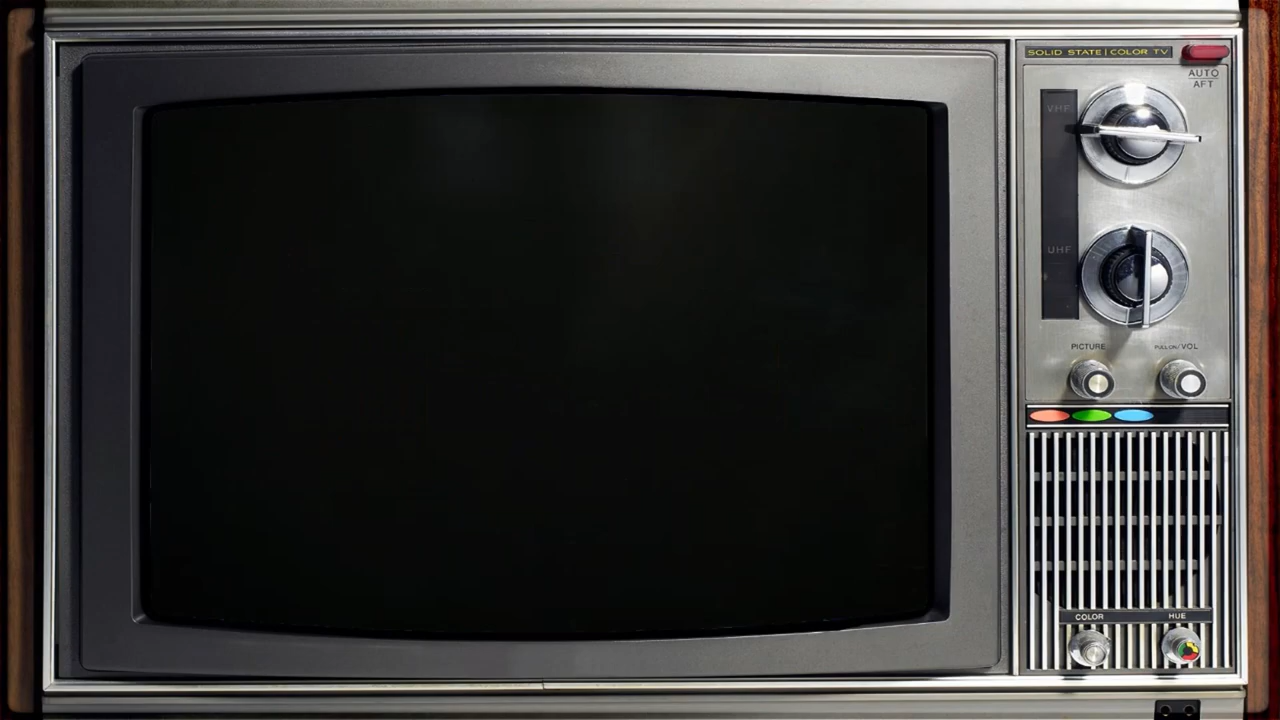 SOLID STATE | COLOR TV
AUTO
AFT
VHF
UHF
PICTURE
PULL ON/VOL
COLOR
HUE